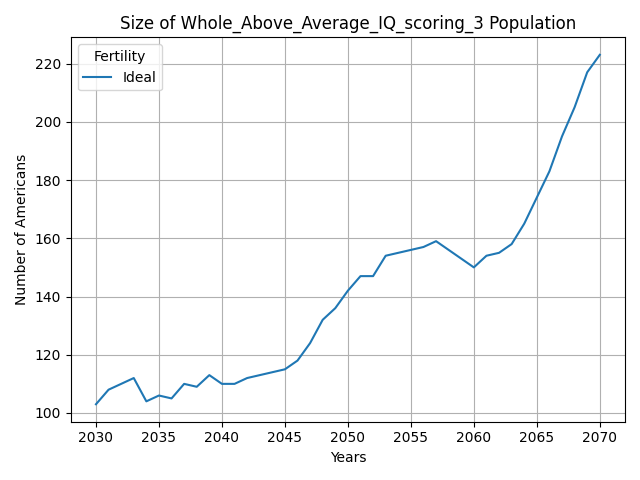 Size of Whole_Above_Average_IQ_scoring_3 Population
Fertility
Ideal
Number of Americans
220
200
180
160
140
120
100
2030 2035 2040 2045 2050 2055 2060 2065 2070
Years